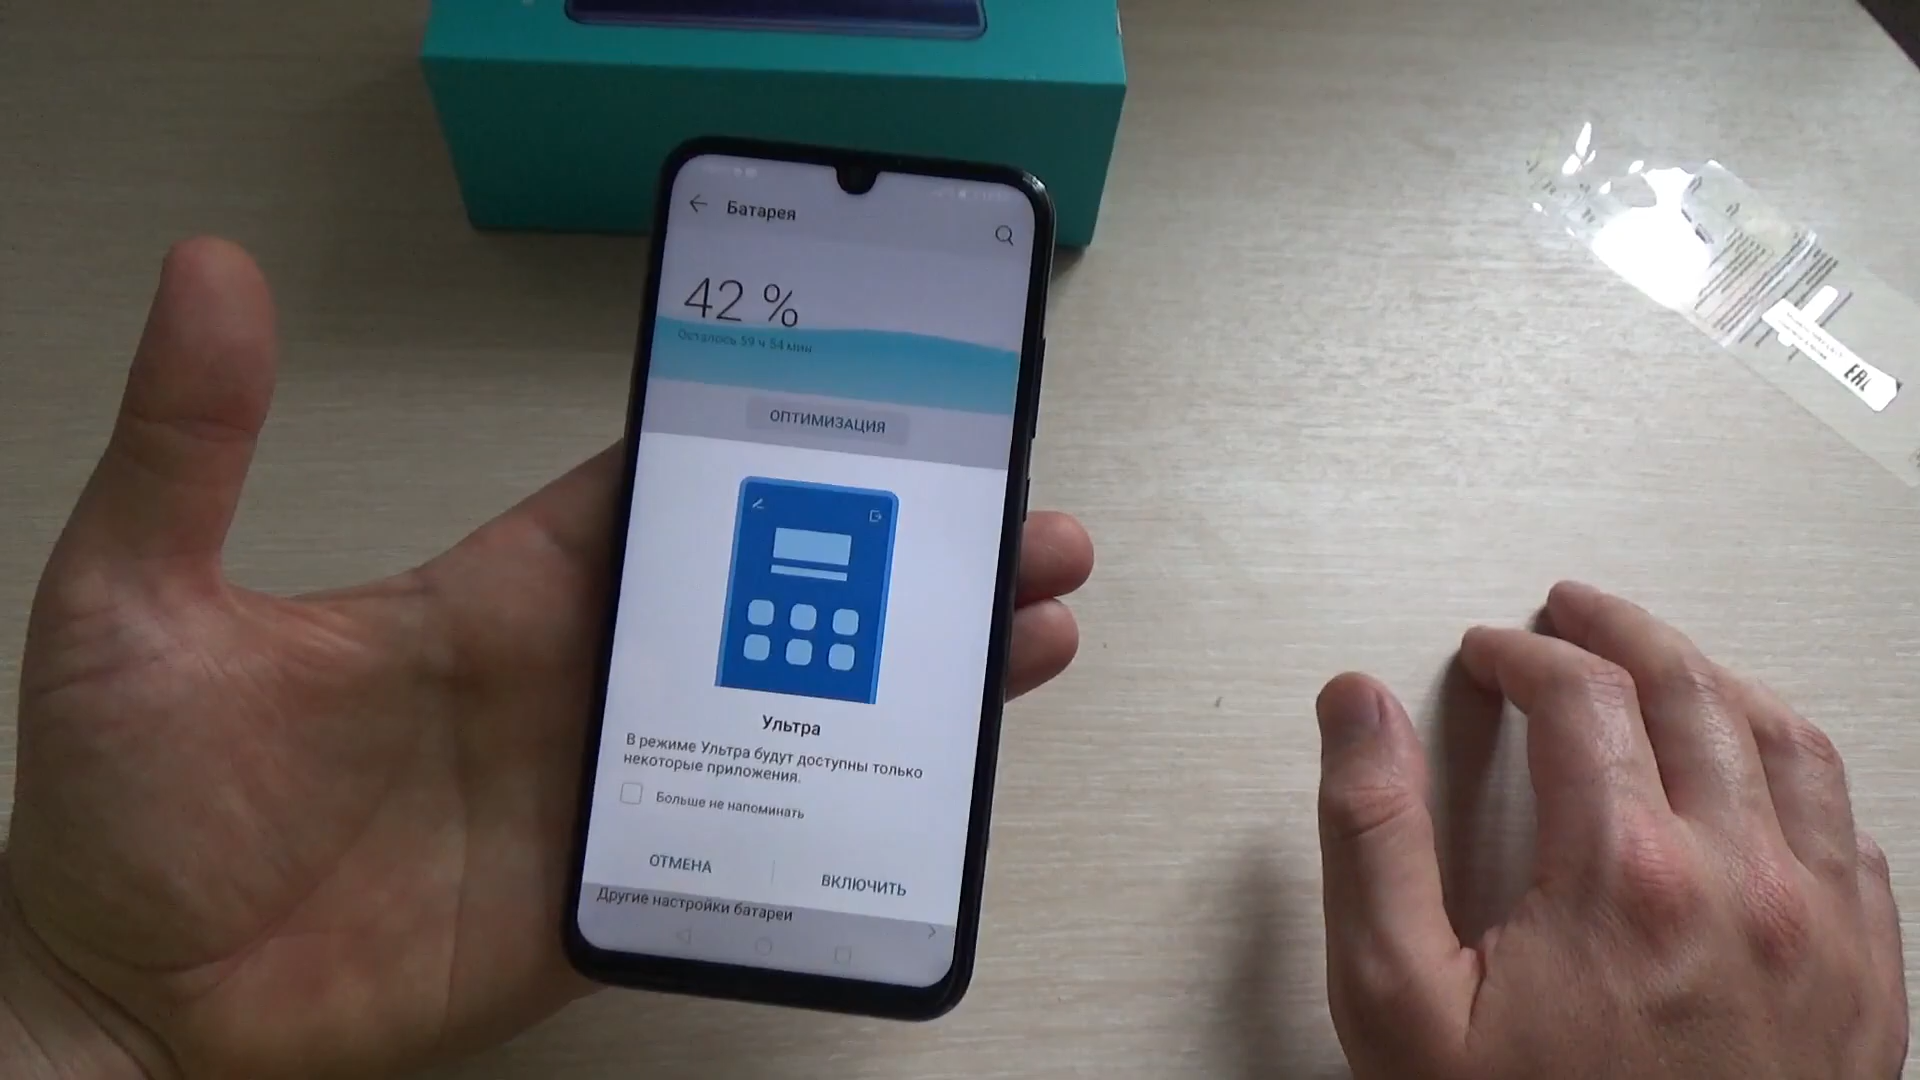 Батарея
42 %
Осталось 59 ч 54 мин
ОПТИМИЗАЦИЯ
Ультра
В режиме Ультра будут доступны только
некоторые приложения.
Больше не напоминать
ОТМЕНА
ВКЛЮЧИТЬ
Другие настройки батареи
EAC